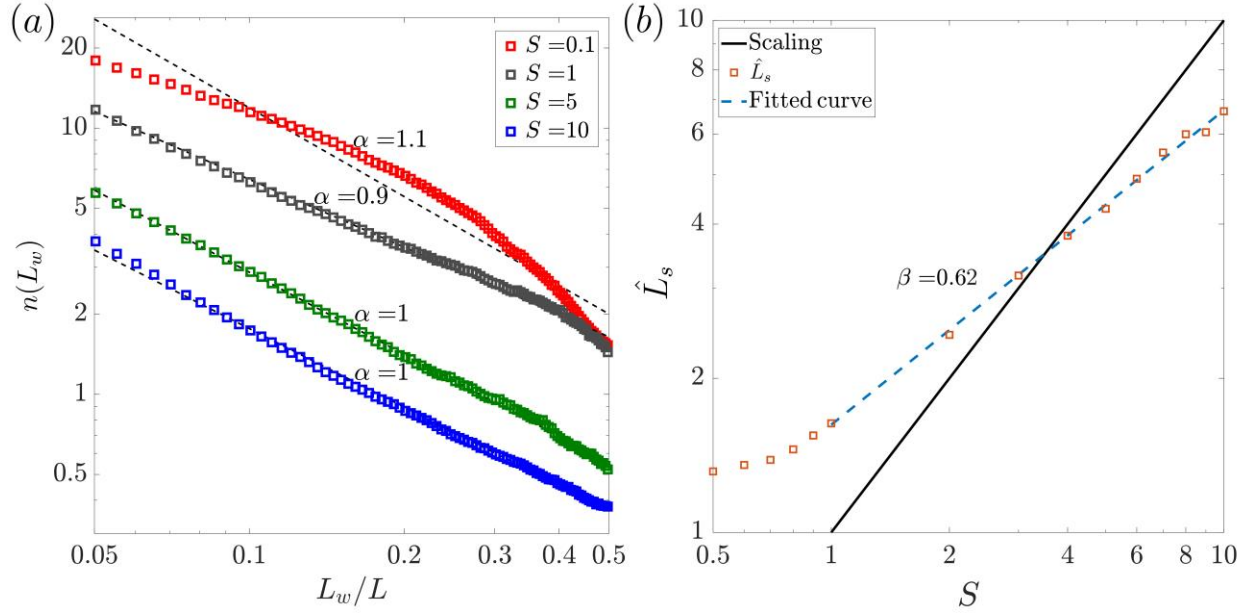 (a)
20
10
5
2
1
0.5
n(L_w)
0.05
0.1
0.2
0.3
0.4
0.5
L_w/L
S =0.1
S =1
S =5
S =10
α =1.1
α =0.9
α =1
α =1
(b)
10
8
6
4
2
1
L̂_s
0.5
1
2
4
6
8
10
S
Scaling
L̂_s
Fitted curve
β =0.62